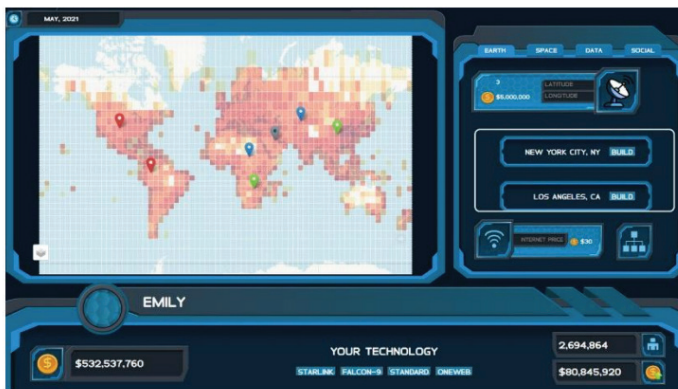 MAY, 2021
EARTH SPACE DATA SOCIAL
3
LATITUDE
$5,000,000
LONGITUDE
NEW YORK CITY, NY BUILD
LOS ANGELES, CA BUILD
INTERNET PRICE $30
EMILY
$532,537,760
YOUR TECHNOLOGY
STARLINK FALCON-9 STANDARD ONEWEB
2,694,864
$80,845,920